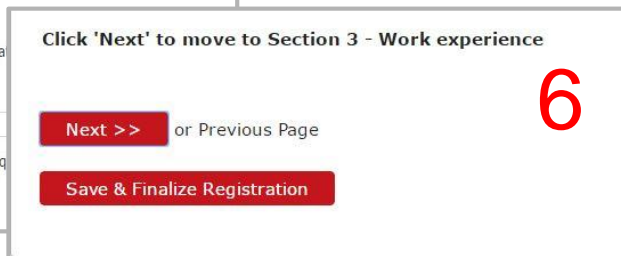 Click 'Next' to move to Section 3 - Work experience
6
Next >> or Previous Page
Save & Finalize Registration